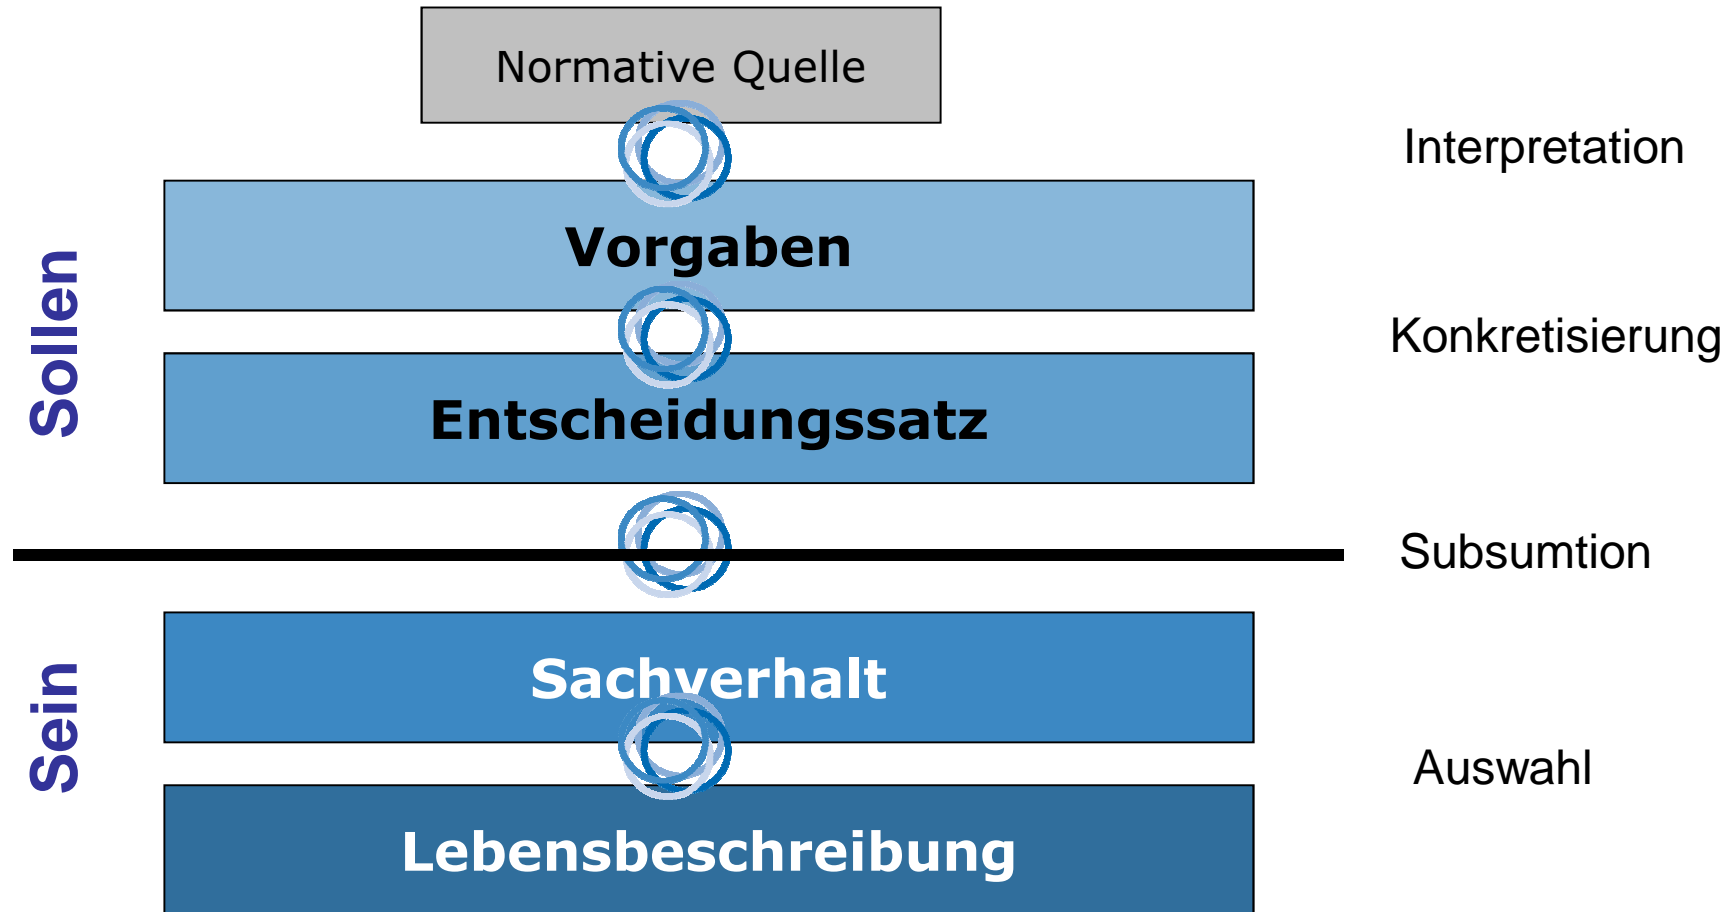 Normative Quelle
Interpretation
Vorgaben
Sollen
Konkretisierung
Entscheidungssatz
Subsumtion
Sachverhalt
Sein
Auswahl
Lebensbeschreibung